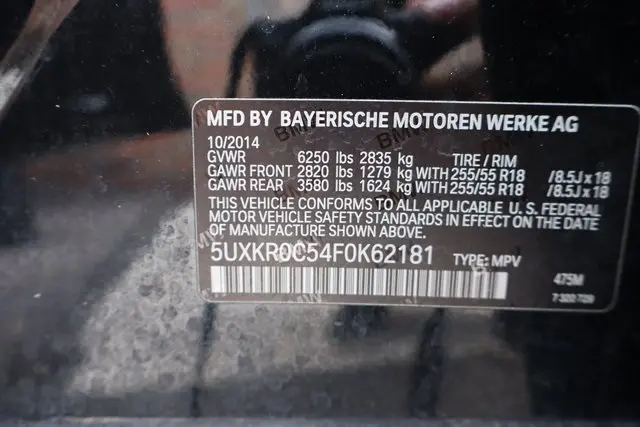 MFD BY BAYERISCHE MOTOREN WERKE AG
10/2014
GVWR 6250 lbs 2835 kg TIRE / RIM
GAWR FRONT 2820 lbs 1279 kg WITH 255/55 R18 /8.5J x 18
GAWR REAR 3580 lbs 1624 kg WITH 255/55 R18 /8.5J x 18
THIS VEHICLE CONFORMS TO ALL APPLICABLE U. S. FEDERAL
MOTOR VEHICLE SAFETY STANDARDS IN EFFECT ON THE DATE
OF MANUFACTURE SHOWN ABOVE.
5UXKR0C54F0K62181 TYPE: MPV
475M
7 320 729